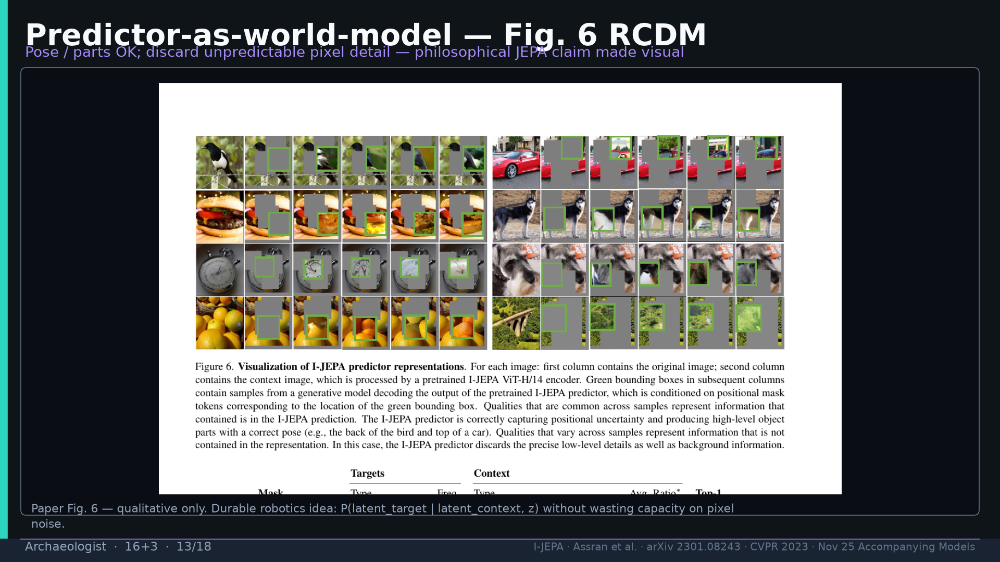 Predictor-as-world-model — Fig. 6 RCDM
Pose / parts OK; discard unpredictable pixel detail — philosophical JEPA claim made visual
Figure 6. Visualization of I-JEPA predictor representations. For each image: first column contains the original image; second column
contains the context image, which is processed by a pretrained I-JEPA ViT-H/14 encoder. Green bounding boxes in subsequent columns
contain samples from a generative model decoding the output of the pretrained I-JEPA predictor, which is conditioned on positional mask
tokens corresponding to the location of the green bounding box. Qualities that are common across samples represent information that
contained is in the I-JEPA prediction. The I-JEPA predictor is correctly capturing positional uncertainty and producing high-level object
parts with a correct pose (e.g., the back of the bird and top of a car). Qualities that vary across samples represent information that is not
contained in the representation. In this case, the I-JEPA predictor discards the precise low-level details as well as background information.
Targets Context
Mask Type Freq. Type Avg. Ratio* Top-1
Paper Fig. 6 — qualitative only. Durable robotics idea: P(latent_target | latent_context, z) without wasting capacity on pixel
noise.
Archaeologist · 16+3 · 13/18
I-JEPA · Assran et al. · arXiv 2301.08243 · CVPR 2023 · Nov 25 Accompanying Models